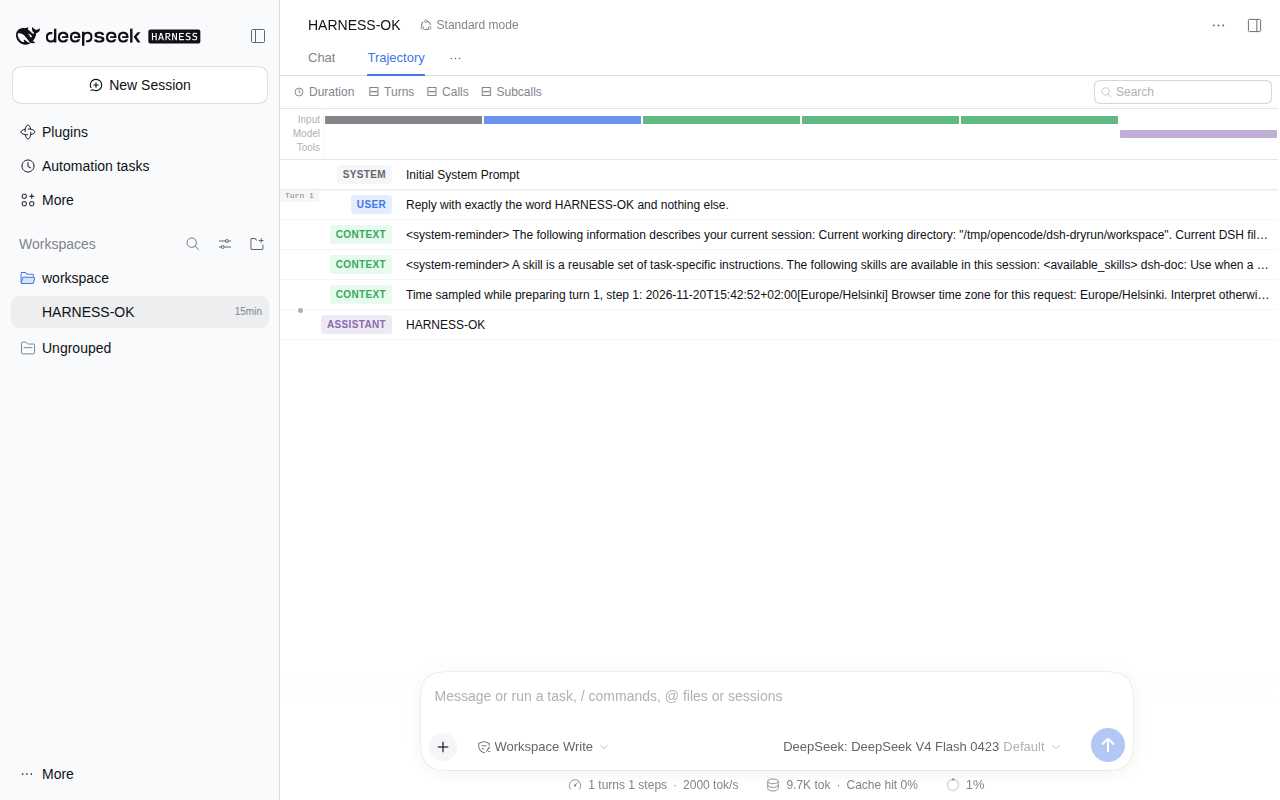 deepseek HARNESS
New Session
Plugins
Automation tasks
More
Workspaces
workspace
HARNESS-OK 15min
Ungrouped
More
HARNESS-OK Standard mode
Chat Trajectory
Duration Turns Calls Subcalls Search
Input
Model
Tools
SYSTEM Initial System Prompt
Turn 1
USER Reply with exactly the word HARNESS-OK and nothing else.
CONTEXT <system-reminder> The following information describes your current session: Current working directory: "/tmp/opencode/dsh-dryrun/workspace". Current DSH fil…
CONTEXT <system-reminder> A skill is a reusable set of task-specific instructions. The following skills are available in this session: <available_skills> dsh-doc: Use when a …
CONTEXT Time sampled while preparing turn 1, step 1: 2026-11-20T15:42:52+02:00[Europe/Helsinki] Browser time zone for this request: Europe/Helsinki. Interpret otherwi…
ASSISTANT HARNESS-OK
Message or run a task, / commands, @ files or sessions
Workspace Write DeepSeek: DeepSeek V4 Flash 0423 Default
1 turns 1 steps · 2000 tok/s 9.7K tok · Cache hit 0% 1%